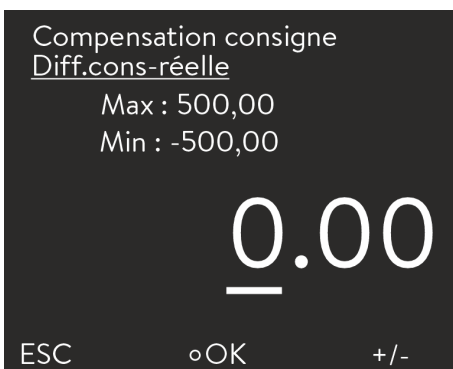 Compensation consigne
Diff.cons-réelle
Max : 500,00
Min : -500,00
0.00
ESC ○OK +/-